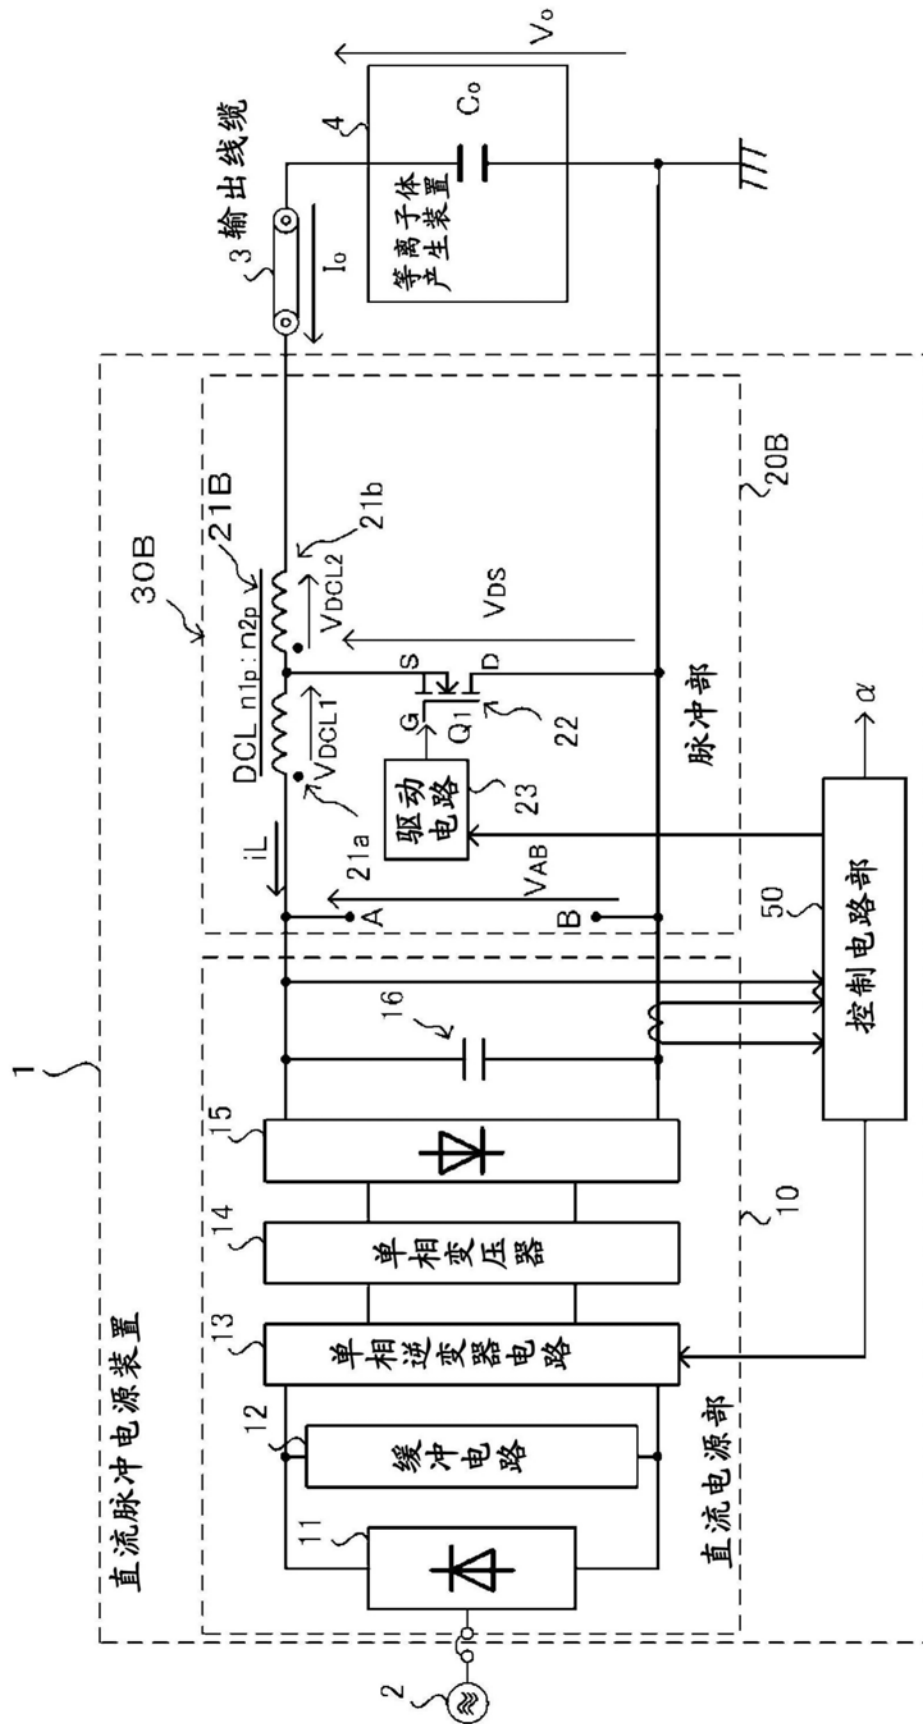 直流脉冲电源装置
1
30B
DCL n1p:n2p
21B
21b
3 输出线缆
Io
4
等离子体
产生装置
Co
Vo
iL
21a
VDCL1
VDCL2
A
VAB
B
驱动
电路
23
G
S
Q1
D
22
VDS
脉冲部
20B
2
11
12
缓冲电路
13
单相逆变器电路
14
单相变压器
15
16
直流电源部
10
50
控制电路部
α